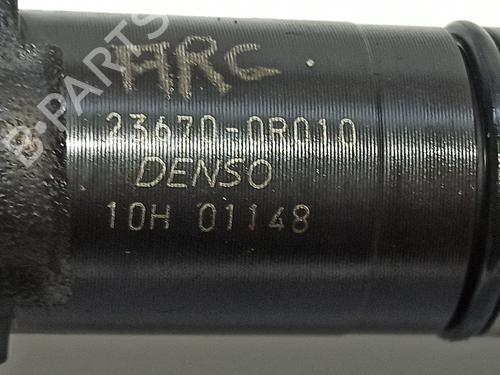 ARC
23670-0R010
DENSO
10H 01148
B-PARTS